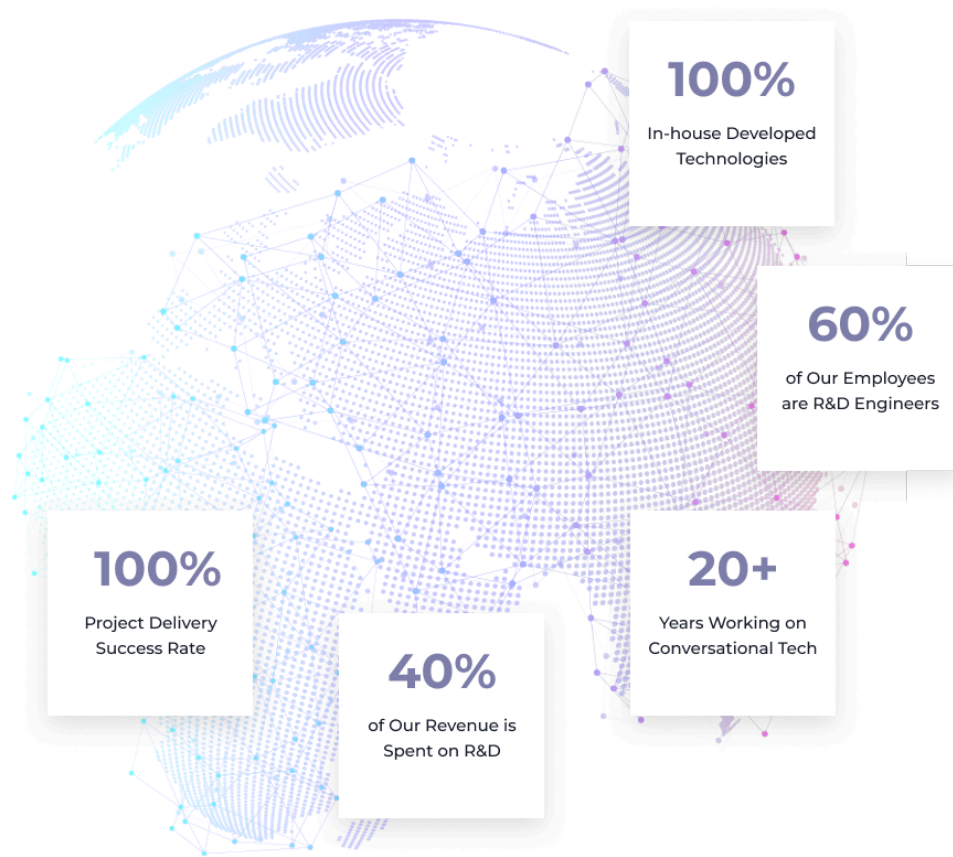 100%
In-house Developed
Technologies
60%
of Our Employees
are R&D Engineers
100%
Project Delivery
Success Rate
20+
Years Working on
Conversational Tech
40%
of Our Revenue is
Spent on R&D